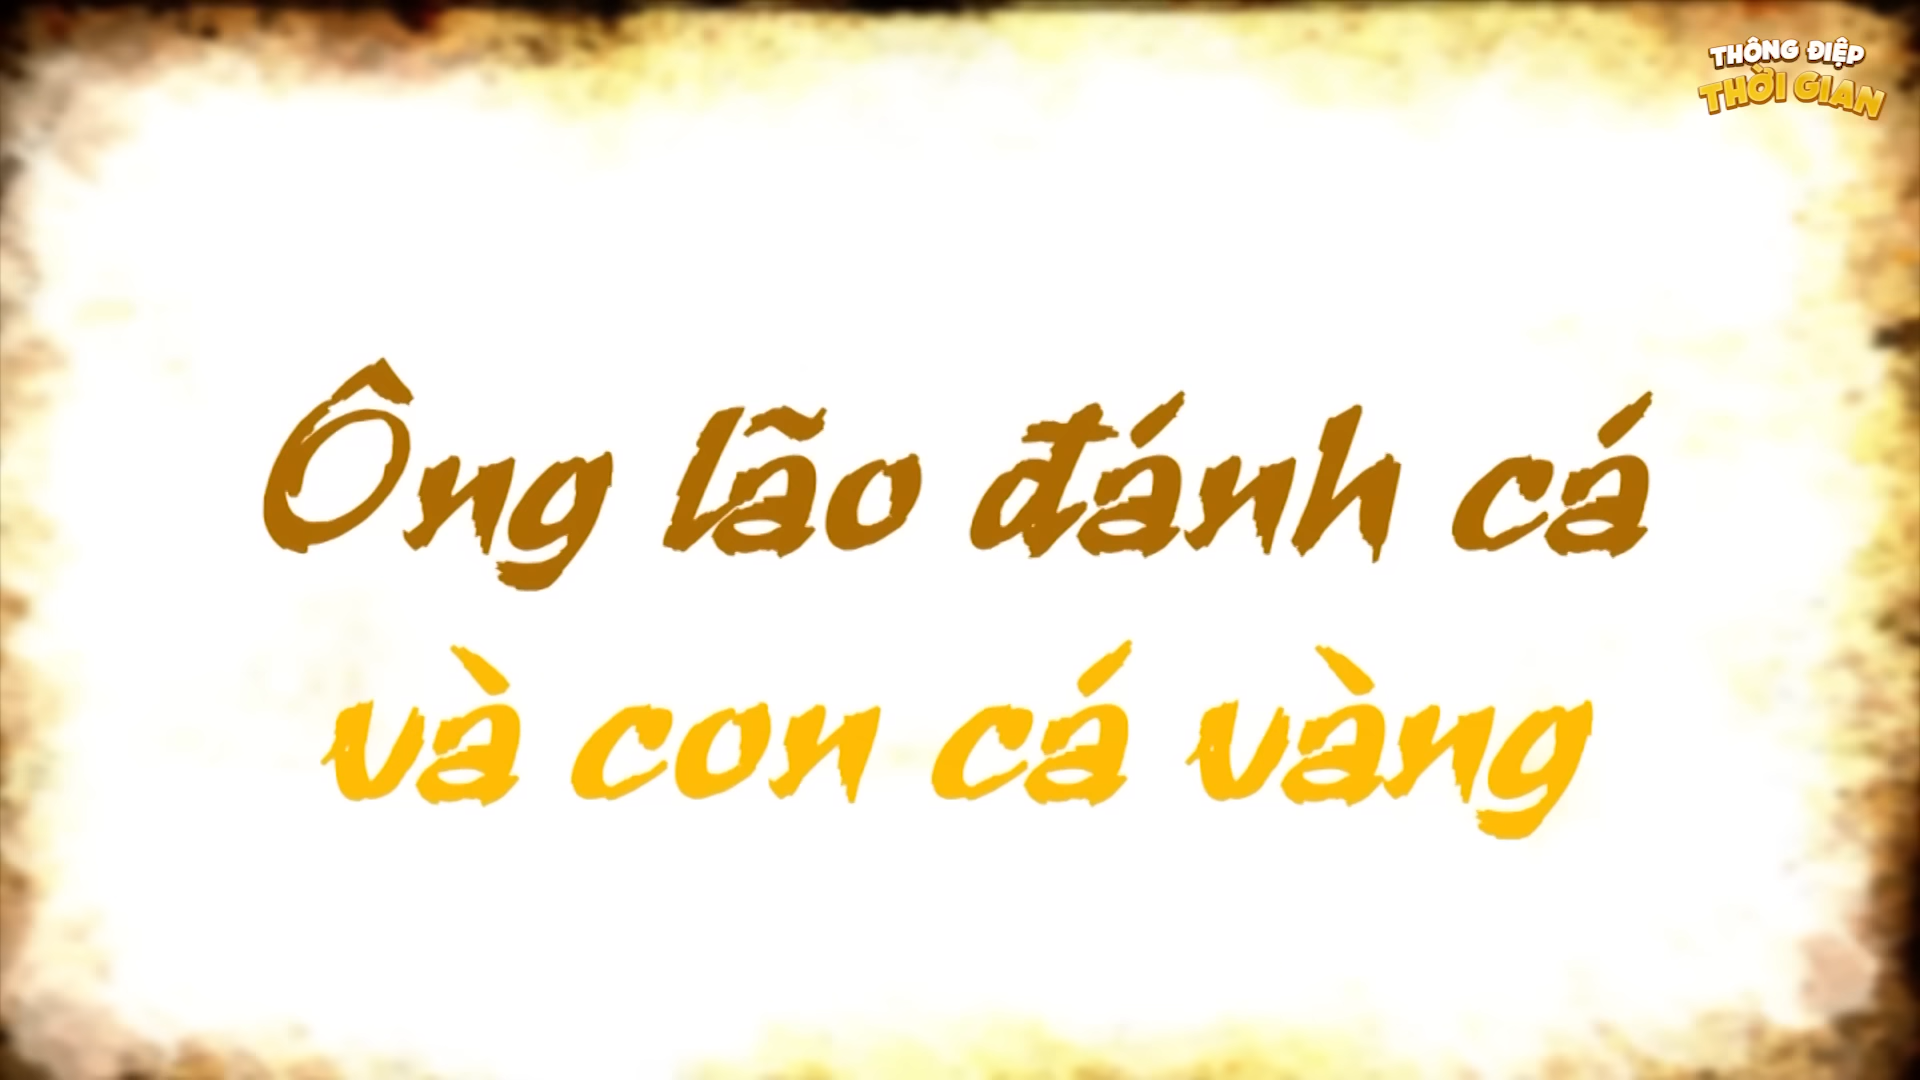 THÔNG ĐIỆP
THỜI GIAN
Ông lão đánh cá
và con cá vàng